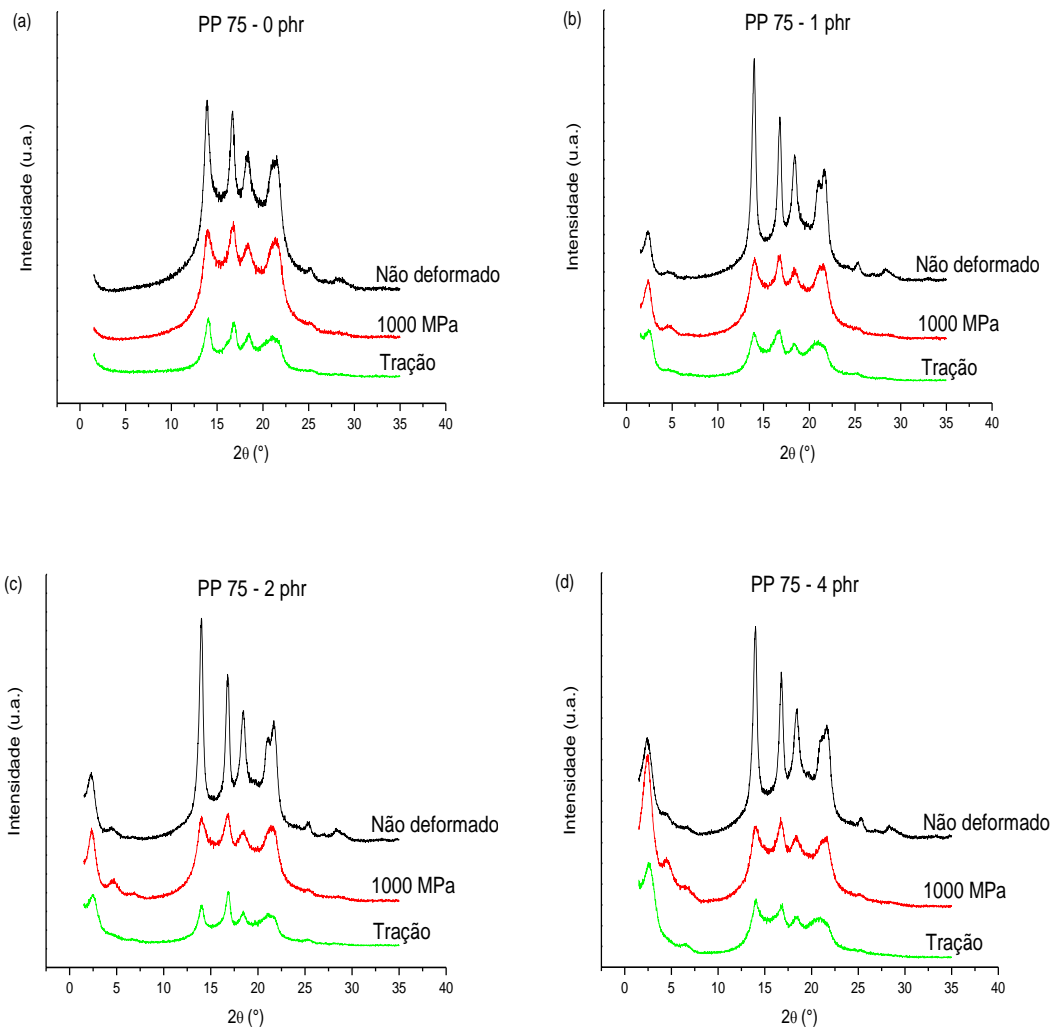 (a)
PP 75 - 0 phr
Intensidade (u.a.)
Não deformado
1000 MPa
Tração
0 5 10 15 20 25 30 35 40
2θ (°)
(b)
PP 75 - 1 phr
Intensidade (u.a.)
Não deformado
1000 MPa
Tração
0 5 10 15 20 25 30 35 40
2θ (°)
(c)
PP 75 - 2 phr
Intensidade (u.a.)
Não deformado
1000 MPa
Tração
0 5 10 15 20 25 30 35 40
2θ (°)
(d)
PP 75 - 4 phr
Intensidade (u.a.)
Não deformado
1000 MPa
Tração
0 5 10 15 20 25 30 35 40
2θ (°)